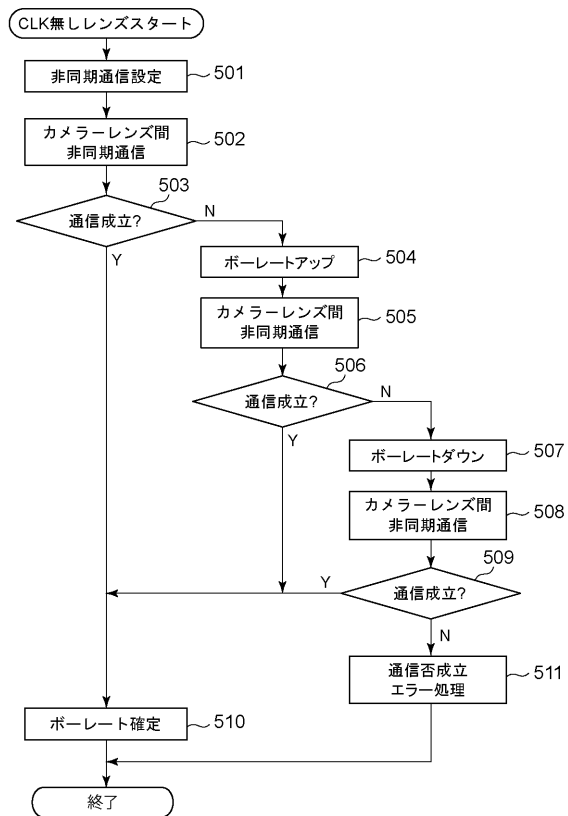 CLK無しレンズスタート
非同期通信設定
501
カメラーレンズ間
非同期通信
502
503
通信成立?
N
Y
ボーレートアップ
504
カメラーレンズ間
非同期通信
505
506
通信成立?
N
Y
ボーレートダウン
507
カメラーレンズ間
非同期通信
508
509
通信成立?
Y
N
通信否成立
エラー処理
511
ボーレート確定
510
終了